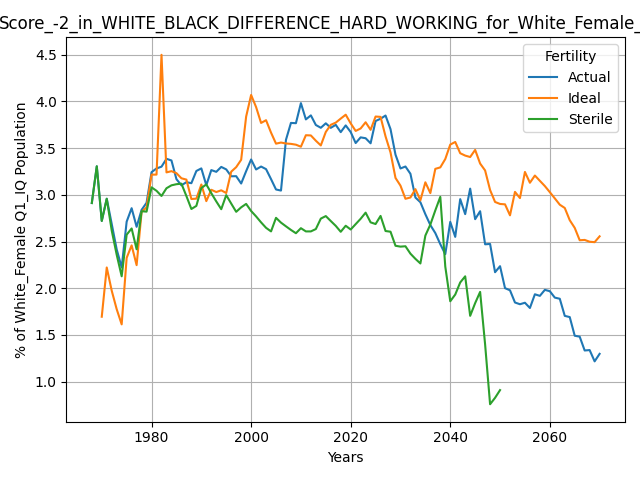 Score_-2_in_WHITE_BLACK_DIFFERENCE_HARD_WORKING_for_White_Female_
4.5
4.0
3.5
3.0
2.5
2.0
1.5
1.0
% of White_Female Q1_IQ Population
Fertility
Actual
Ideal
Sterile
1980
2000
2020
2040
2060
Years